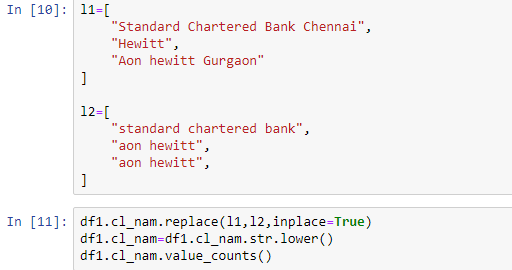 In [10]: l1=[
"Standard Chartered Bank Chennai",
"Hewitt",
"Aon hewitt Gurgaon"
]
l2=[
"standard chartered bank",
"aon hewitt",
"aon hewitt",
]
In [11]: df1.cl_nam.replace(l1,l2,inplace=True)
df1.cl_nam=df1.cl_nam.str.lower()
df1.cl_nam.value_counts()